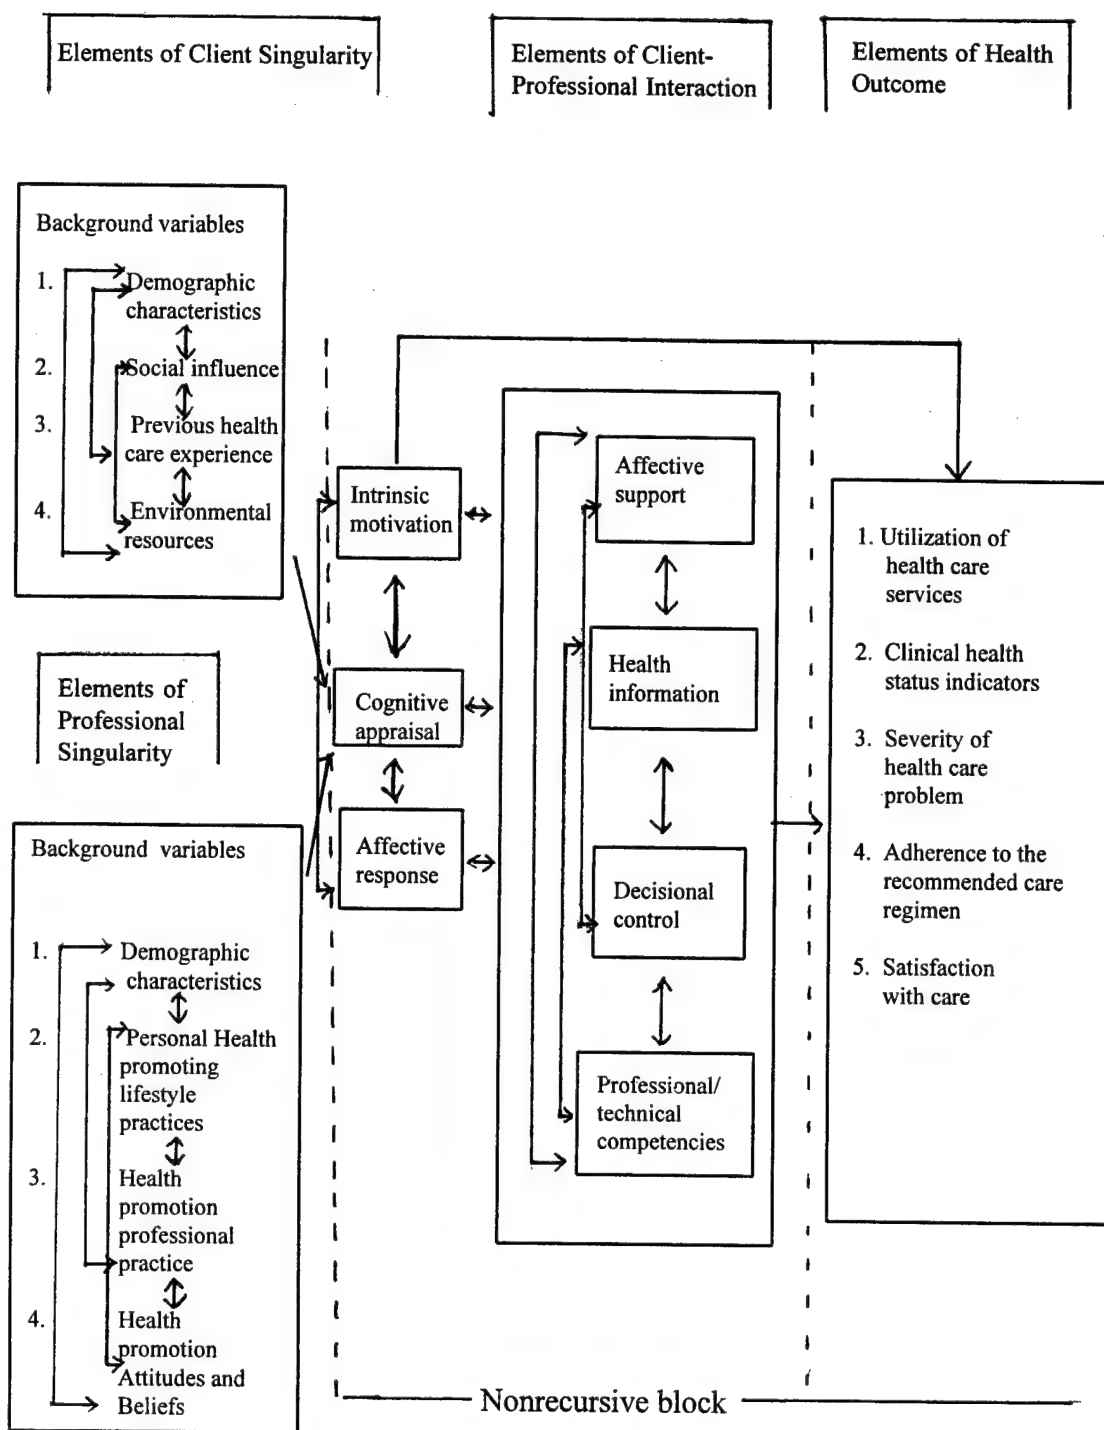 Elements of Client Singularity
Elements of Client-
Professional Interaction
Elements of Health
Outcome
Background variables
1. Demographic
characteristics
2. Social influence
3. Previous health
care experience
4. Environmental
resources
Elements of
Professional
Singularity
Background variables
1. Demographic
characteristics
2. Personal Health
promoting
lifestyle
practices
3. Health
promotion
professional
practice
4. Health
promotion
Attitudes and
Beliefs
Intrinsic
motivation
Cognitive
appraisal
Affective
response
Affective
support
Health
information
Decisional
control
Professional/
technical
competencies
1. Utilization of
health care
services
2. Clinical health
status indicators
3. Severity of
health care
problem
4. Adherence to the
recommended care
regimen
5. Satisfaction
with care
Nonrecursive block